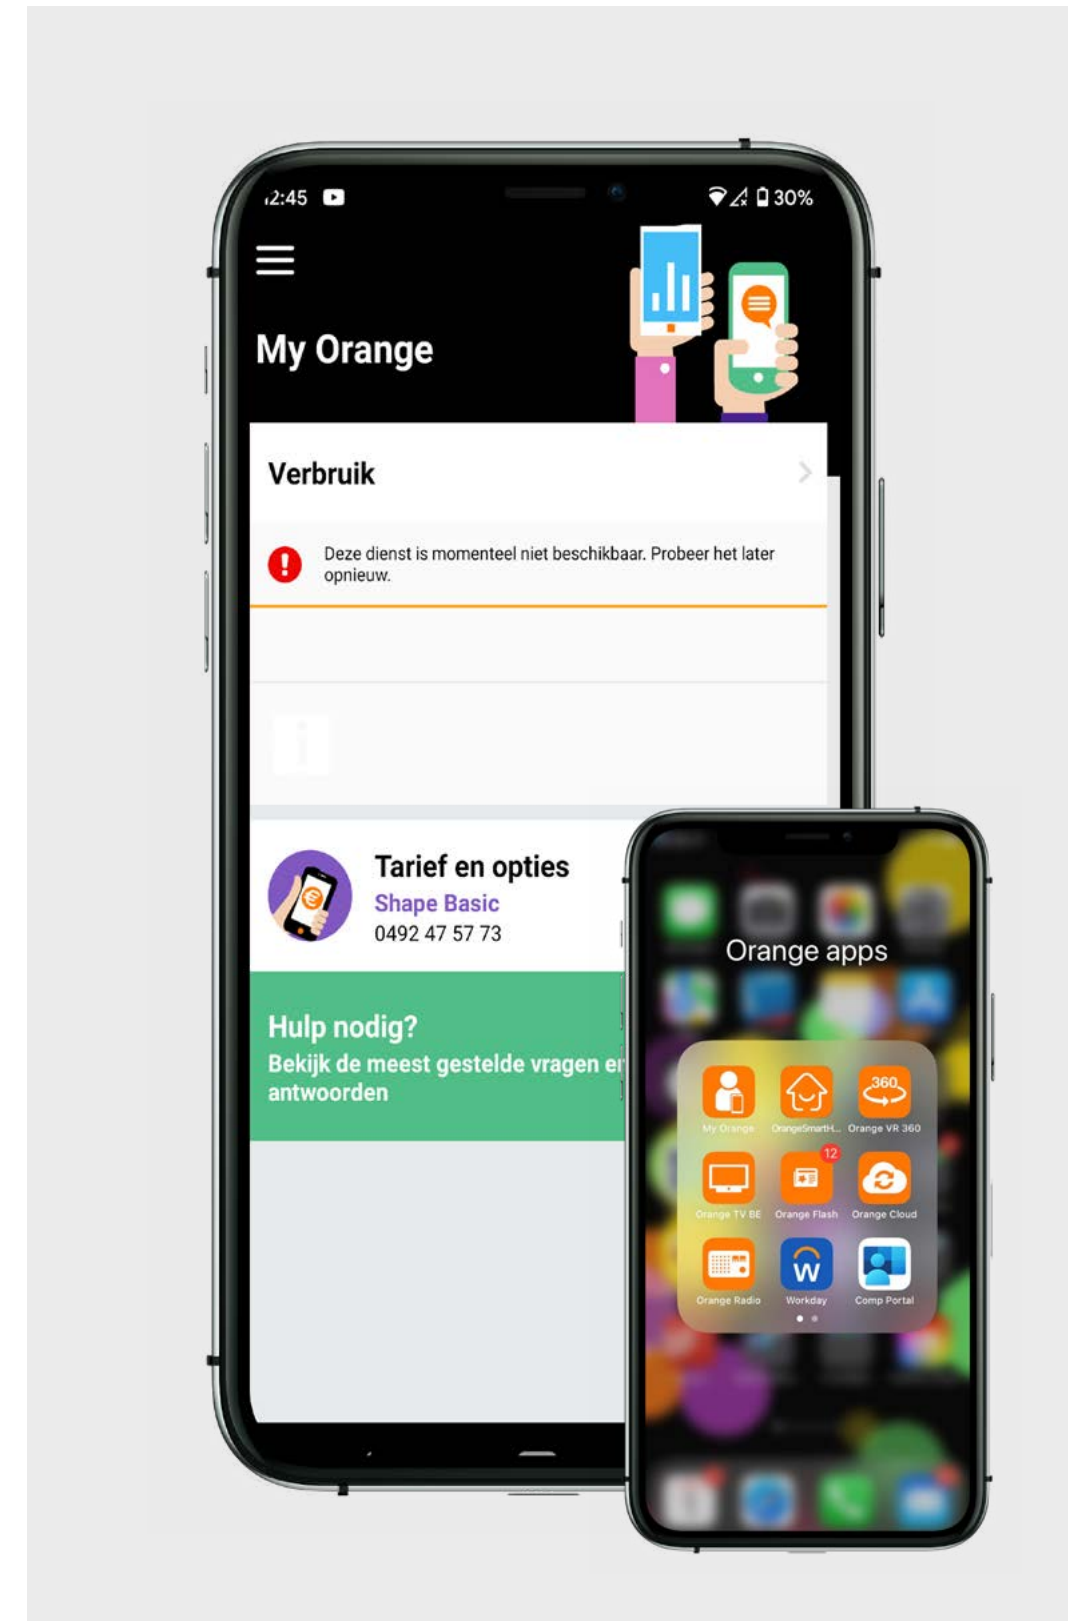 12:45
30%
My Orange
Verbruik
Deze dienst is momenteel niet beschikbaar. Probeer het later
opnieuw.
Tarief en opties
Shape Basic
0492 47 57 73
Hulp nodig?
Bekijk de meest gestelde vragen
antwoorden
Orange apps
360
My Orange
OrangeSmartH...
Orange VR 360
12
Orange TV BE
Orange Flash
Orange Cloud
W
Orange Radio
Workday
Comp Portal